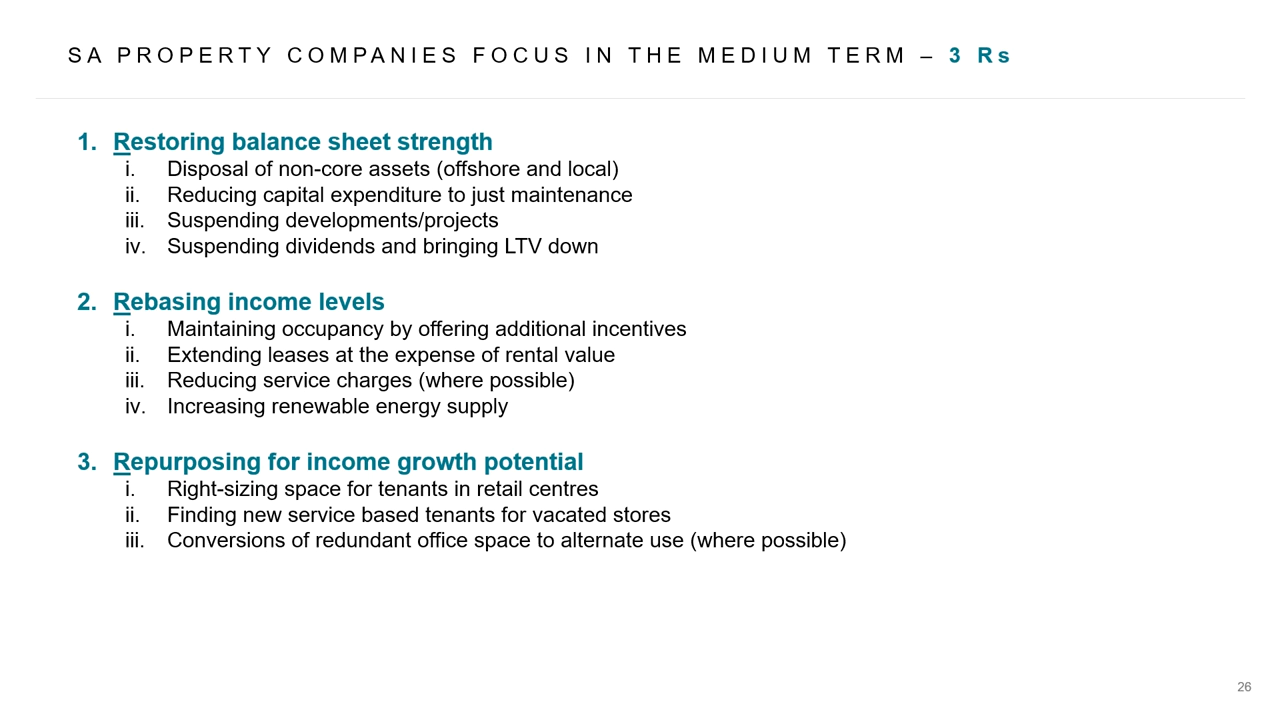 SA PROPERTY COMPANIES FOCUS IN THE MEDIUM TERM – 3 Rs
1. Restoring balance sheet strength
i. Disposal of non-core assets (offshore and local)
ii. Reducing capital expenditure to just maintenance
iii. Suspending developments/projects
iv. Suspending dividends and bringing LTV down
2. Rebasing income levels
i. Maintaining occupancy by offering additional incentives
ii. Extending leases at the expense of rental value
iii. Reducing service charges (where possible)
iv. Increasing renewable energy supply
3. Repurposing for income growth potential
i. Right-sizing space for tenants in retail centres
ii. Finding new service based tenants for vacated stores
iii. Conversions of redundant office space to alternate use (where possible)
26